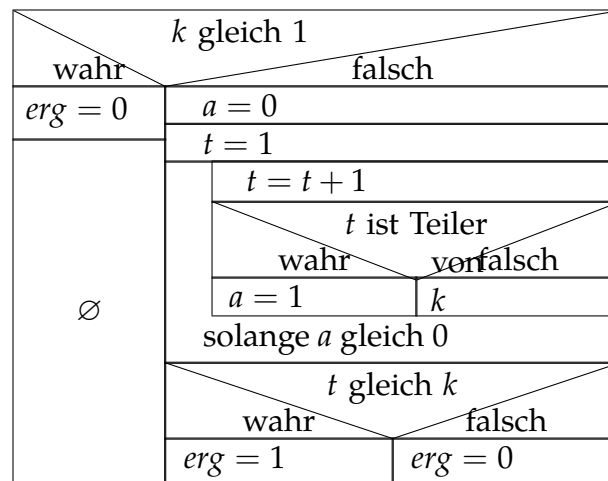 k gleich 1
wahr falsch
erg = 0
a = 0
t = 1
t = t + 1
t ist Teiler
von
wahr falsch
a = 1
k
∅
solange a gleich 0
t gleich k
wahr falsch
erg = 1
erg = 0